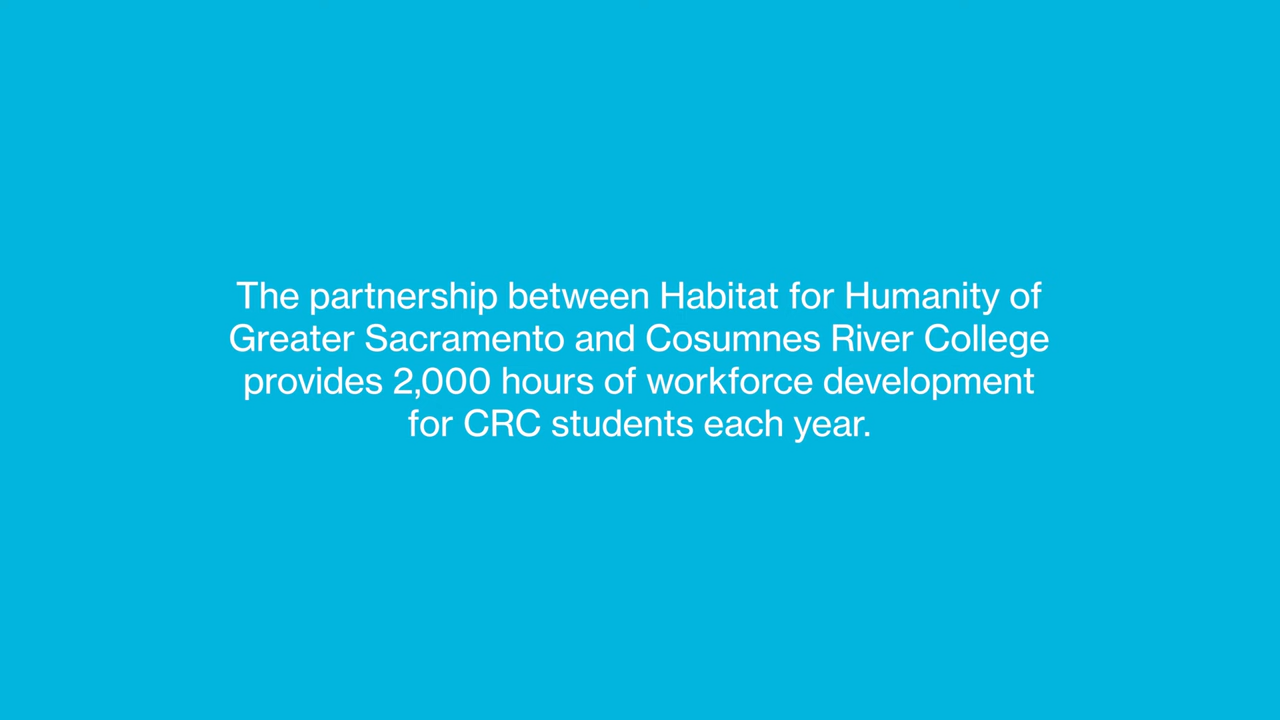 The partnership between Habitat for Humanity of
Greater Sacramento and Cosumnes River College
provides 2,000 hours of workforce development
for CRC students each year.